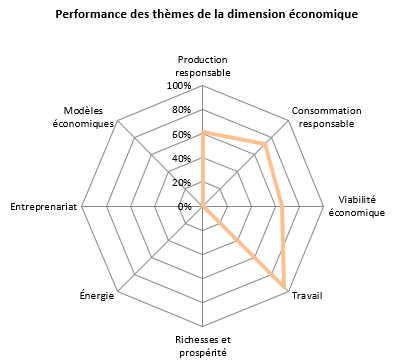 Performance des thèmes de la dimension économique
Production
responsable
100%
80%
60%
40%
20%
0%
Consommation
responsable
Viabilité
économique
Travail
Richesses et
prospérité
Énergie
Entreprenariat
Modèles
économiques